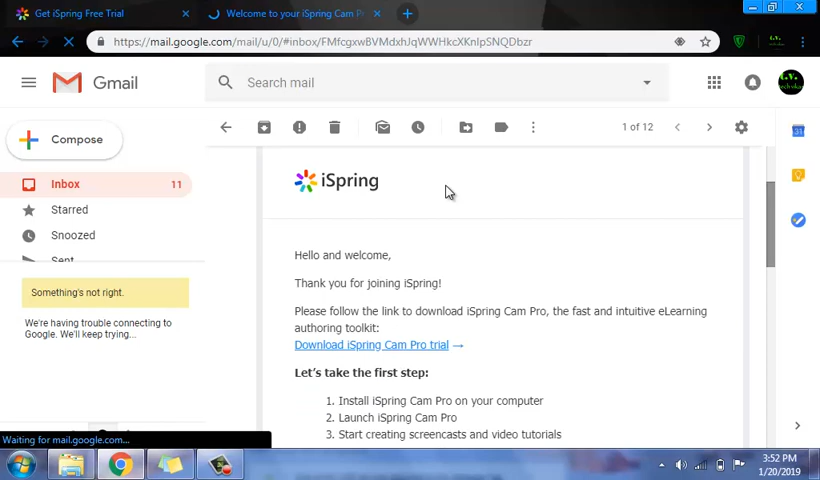 Get iSpring Free Trial
Welcome to your iSpring Cam P
https://mail.google.com/mail/u/0/#inbox/FMfcgxwBVMdxhJqWWHkcXKnlpSNQDbzr
Gmail
Search mail
Compose
1 of 12
Inbox 11
Starred
Snoozed
Sent
Something's not right.
We're having trouble connecting to
Google. We'll keep trying...
iSpring
Hello and welcome,
Thank you for joining iSpring!
Please follow the link to download iSpring Cam Pro, the fast and intuitive eLearning
authoring toolkit:
Download iSpring Cam Pro trial →
Let's take the first step:
1. Install iSpring Cam Pro on your computer
2. Launch iSpring Cam Pro
3. Start creating screencasts and video tutorials
Waiting for mail.google.com...
3:52 PM
1/20/2019